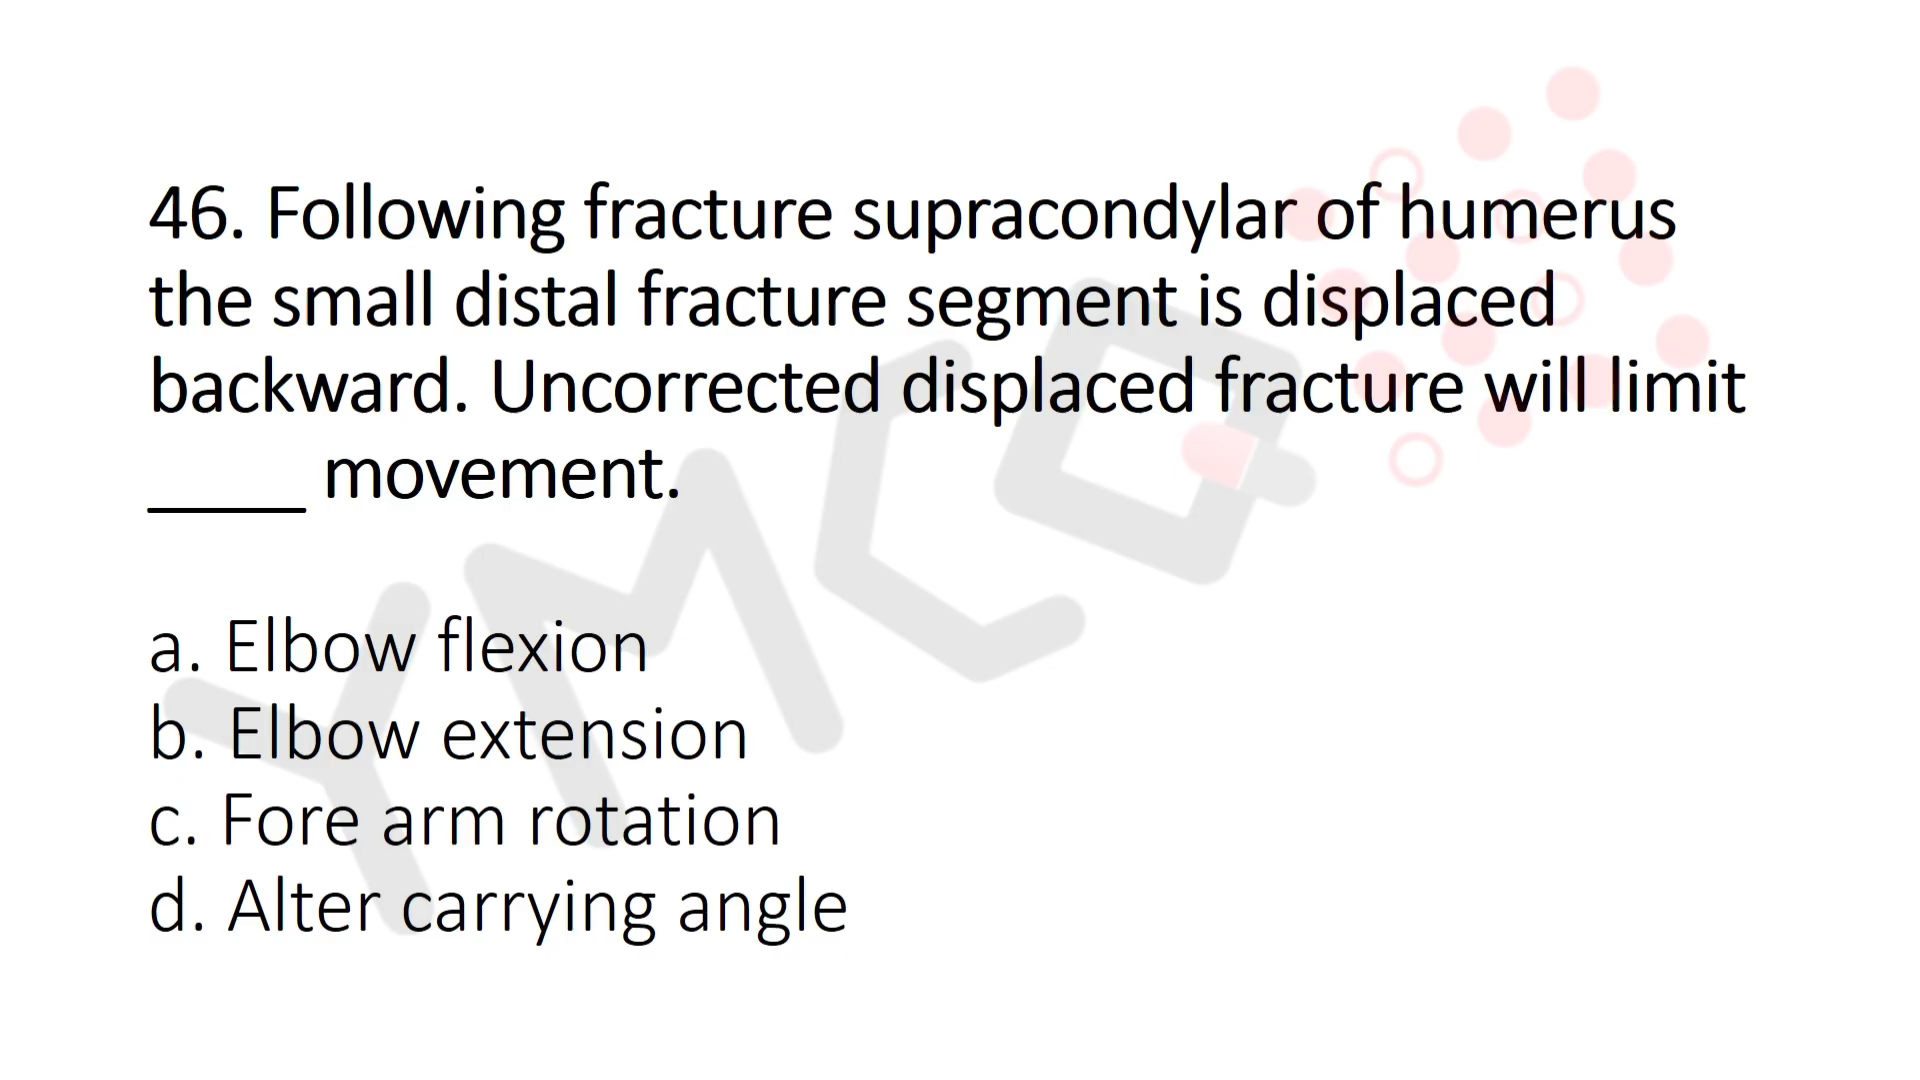 46. Following fracture supracondylar of humerus
the small distal fracture segment is displaced
backward. Uncorrected displaced fracture will limit
_____ movement.
a. Elbow flexion
b. Elbow extension
c. Fore arm rotation
d. Alter carrying angle
YMCQ